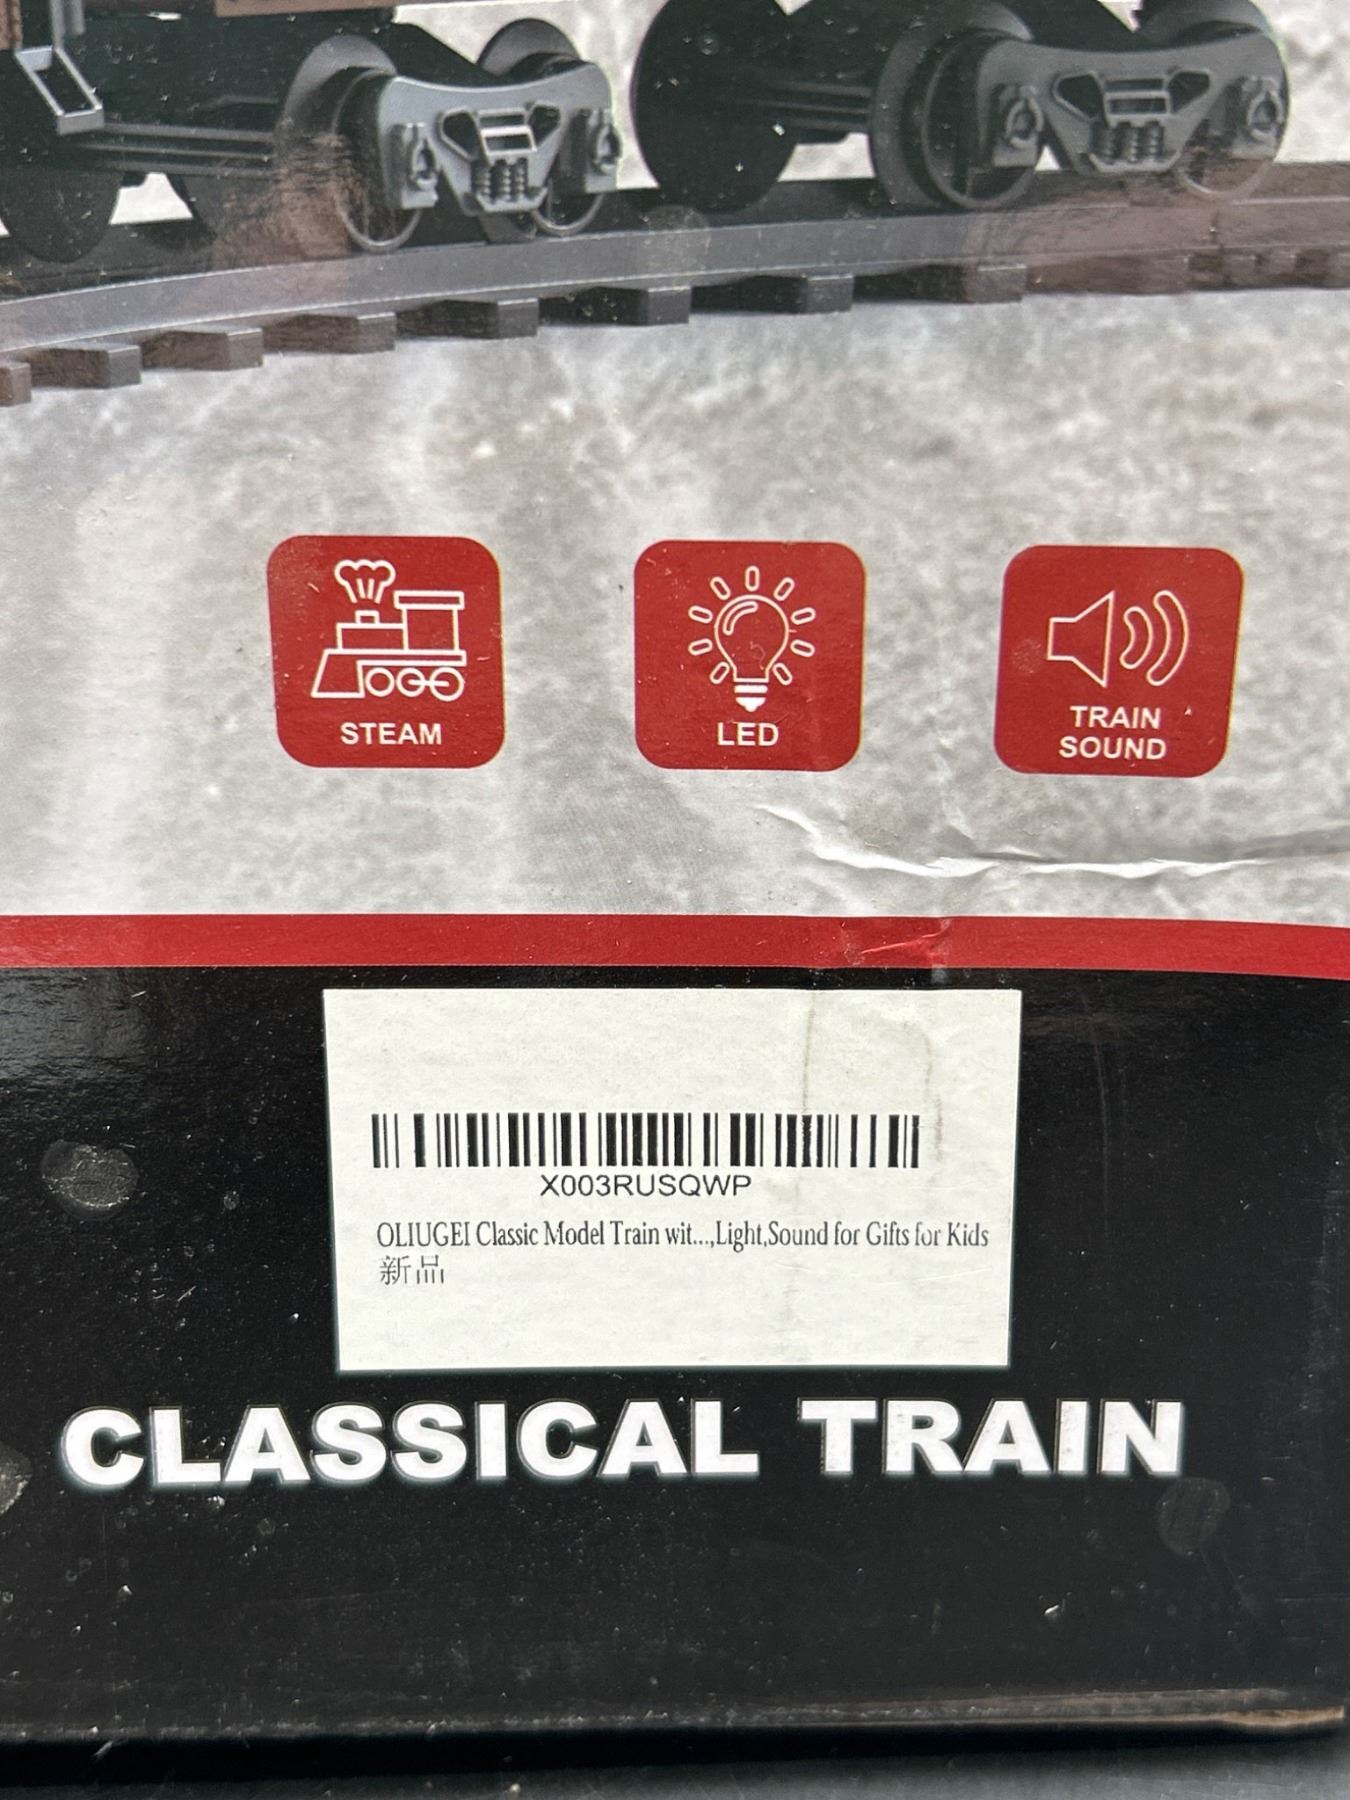 STEAM
LED
TRAIN
SOUND
X003RUSQWP
OLIUGEI Classic Model Train wit...,Light,Sound for Gifts for Kids
新品
CLASSICAL TRAIN